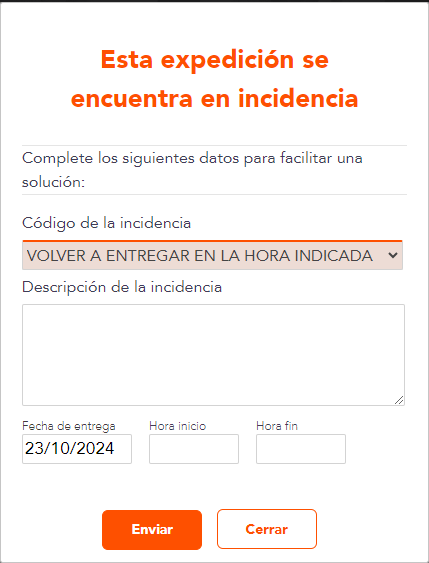 Esta expedición se
encuentra en incidencia
Complete los siguientes datos para facilitar una
solución:
Código de la incidencia
VOLVER A ENTREGAR EN LA HORA INDICADA
Descripción de la incidencia
Fecha de entrega Hora inicio Hora fin
23/10/2024
Enviar Cerrar